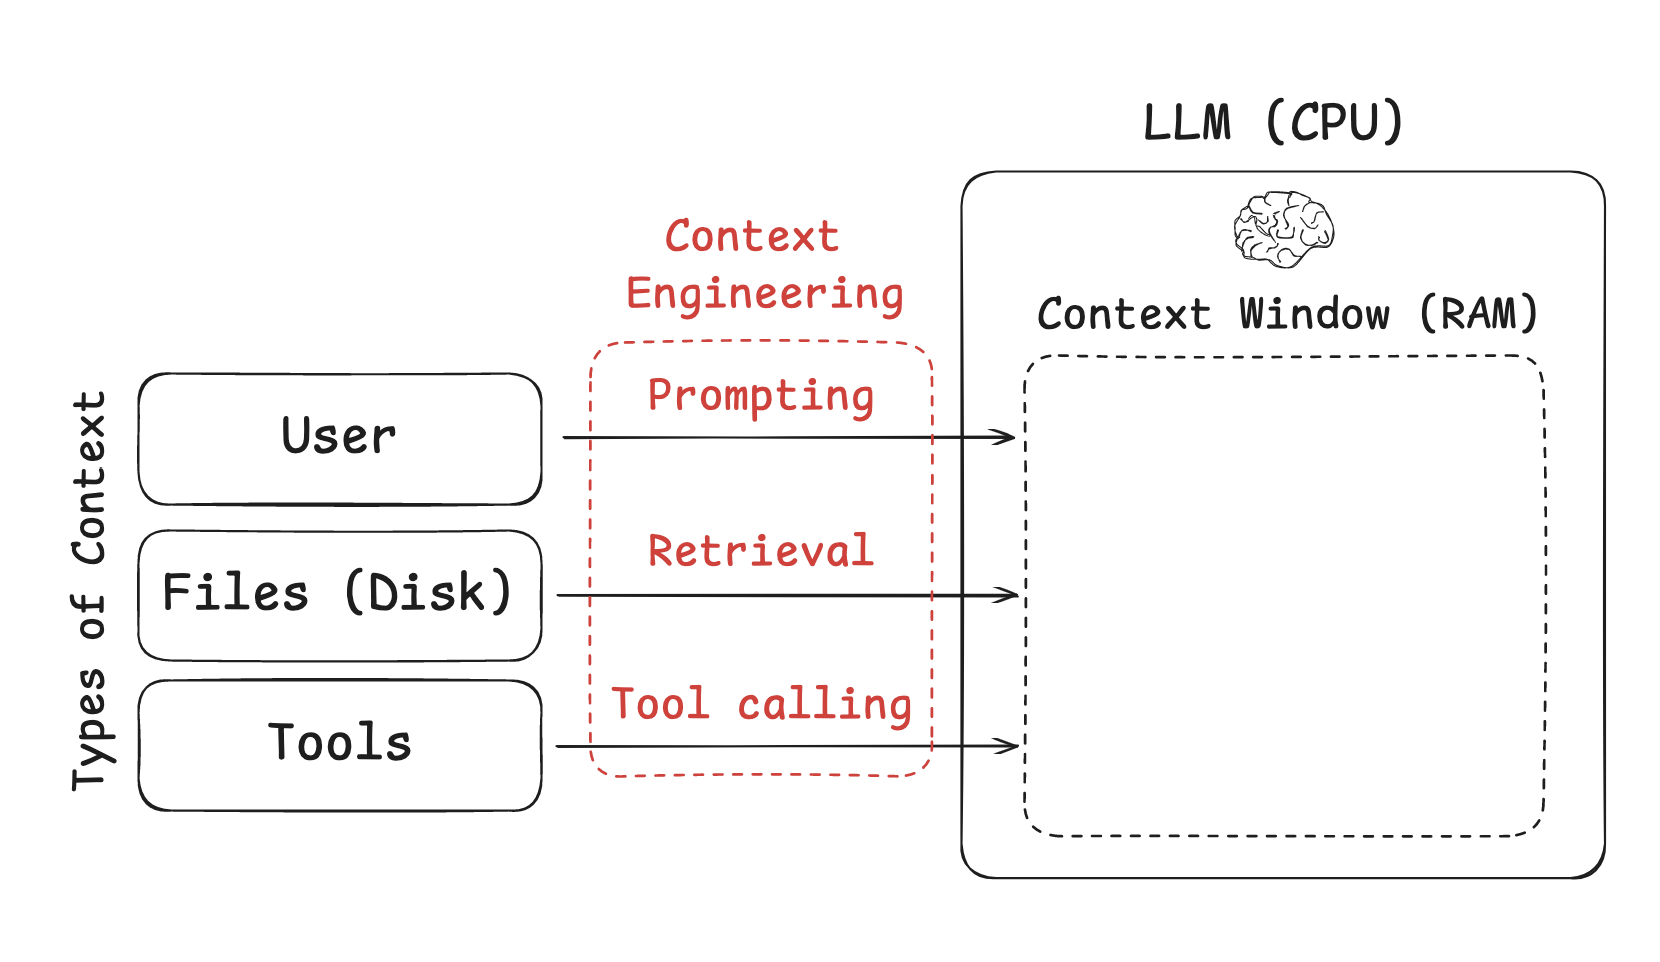 LLM (CPU)
Context
Engineering
Context Window (RAM)
Types of Context
User
Prompting
Files (Disk)
Retrieval
Tools
Tool calling